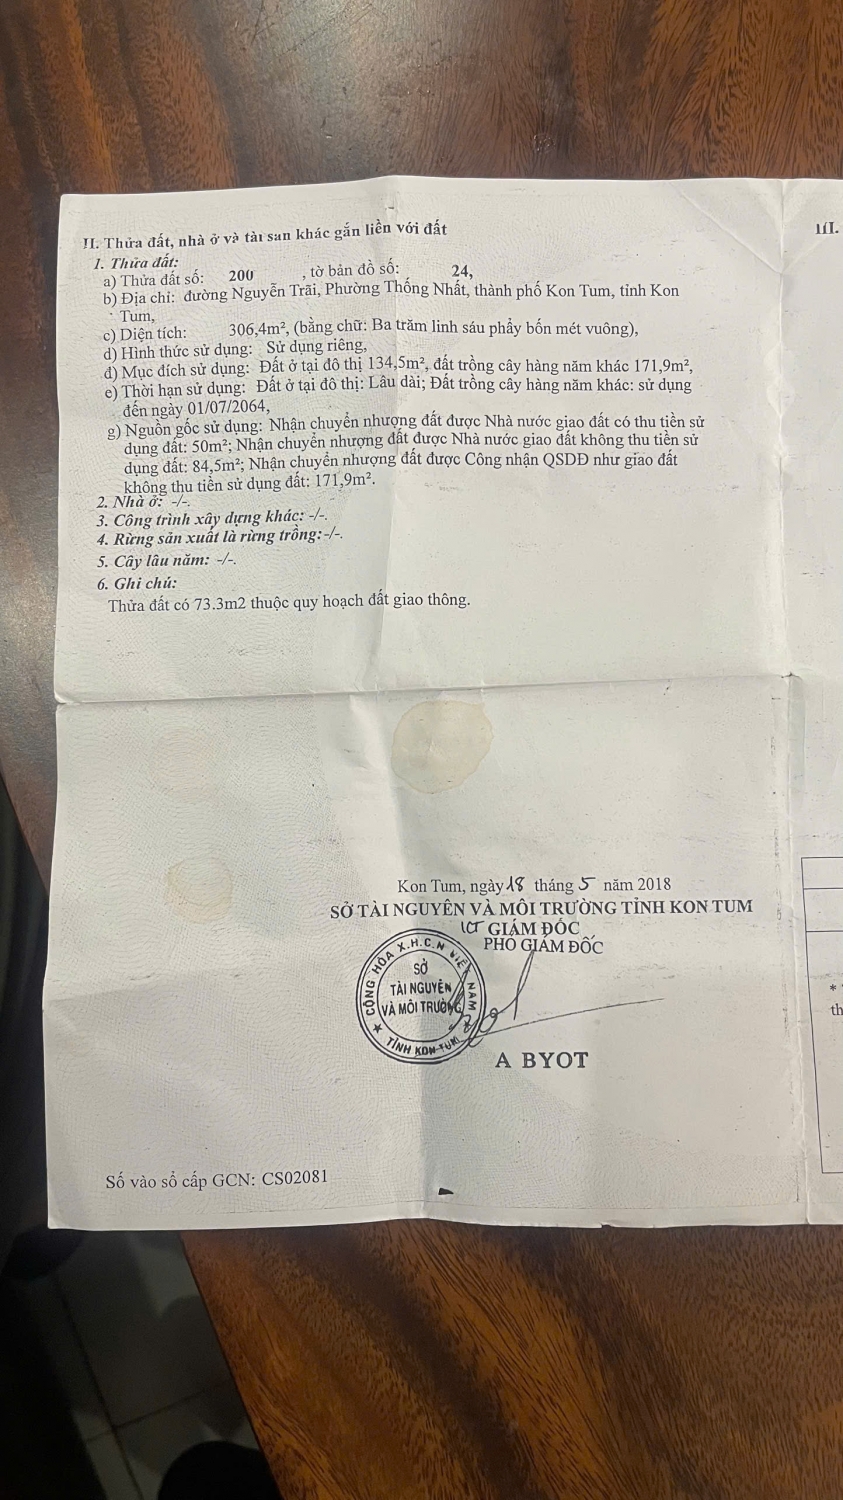 II. Thửa đất, nhà ở và tài sản khác gắn liền với đất
1. Thửa đất:
a) Thửa đất số: 200 , tờ bản đồ số: 24,
b) Địa chỉ: đường Nguyễn Trãi, Phường Thống Nhất, thành phố Kon Tum, tỉnh Kon
Tum,
c) Diện tích: 306,4m², (bằng chữ: Ba trăm linh sáu phẩy bốn mét vuông),
d) Hình thức sử dụng: Sử dụng riêng,
đ) Mục đích sử dụng: Đất ở tại đô thị 134,5m², đất trồng cây hàng năm khác 171,9m²,
e) Thời hạn sử dụng: Đất ở tại đô thị: Lâu dài; Đất trồng cây hàng năm khác: sử dụng
đến ngày 01/07/2064,
g) Nguồn gốc sử dụng: Nhận chuyển nhượng đất được Nhà nước giao đất có thu tiền sử
dụng đất: 50m²; Nhận chuyển nhượng đất được Nhà nước giao đất không thu tiền sử
dụng đất: 84,5m²; Nhận chuyển nhượng đất được Công nhận QSDĐ như giao đất
không thu tiền sử dụng đất: 171,9m².
2. Nhà ở: -/-.
3. Công trình xây dựng khác: -/-.
4. Rừng sản xuất là rừng trồng: -/-.
5. Cây lâu năm: -/-.
6. Ghi chú:
Thửa đất có 73.3m2 thuộc quy hoạch đất giao thông.
Kon Tum, ngày 18 tháng 5 năm 2018
SỞ TÀI NGUYÊN VÀ MÔI TRƯỜNG TỈNH KON TUM
KT GIÁM ĐỐC
PHÓ GIÁM ĐỐC
CỘNG HÒA X.H.C.N VIỆT NAM
SỞ
TÀI NGUYÊN
VÀ MÔI TRƯỜNG
★ TỈNH KON TUM ★
A BYOT
Số vào sổ cấp GCN: CS02081
III.
*
th